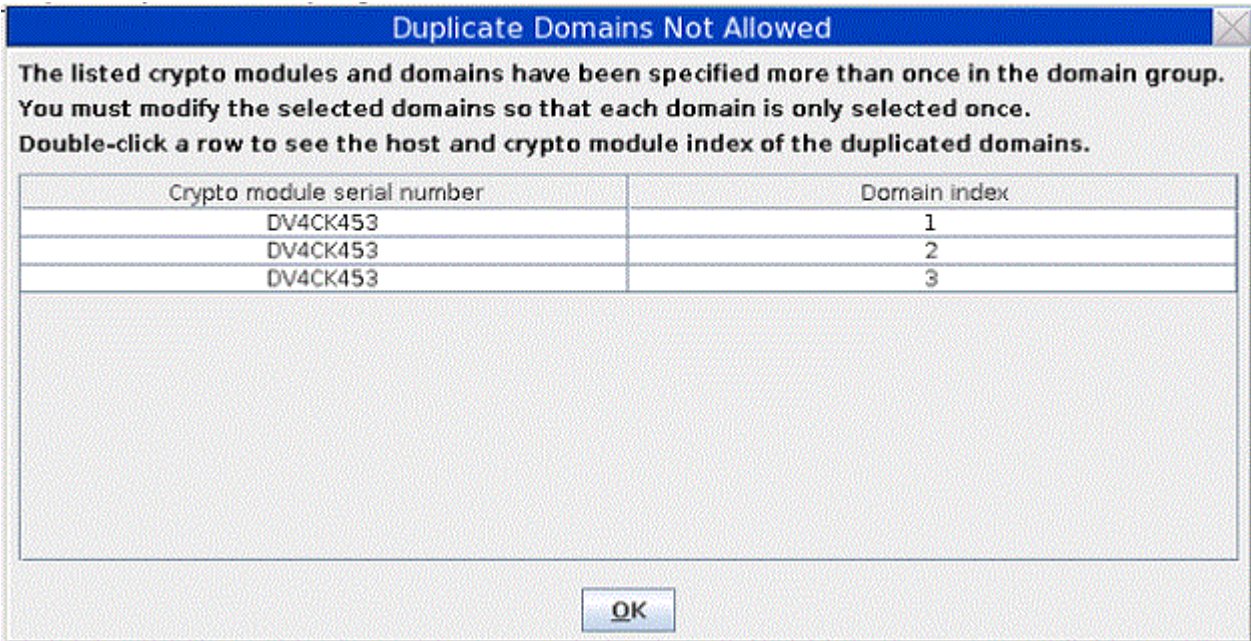 Duplicate Domains Not Allowed
The listed crypto modules and domains have been specified more than once in the domain group.
You must modify the selected domains so that each domain is only selected once.
Double-click a row to see the host and crypto module index of the duplicated domains.
Crypto module serial number Domain index
DV4CK453 1
DV4CK453 2
DV4CK453 3
OK